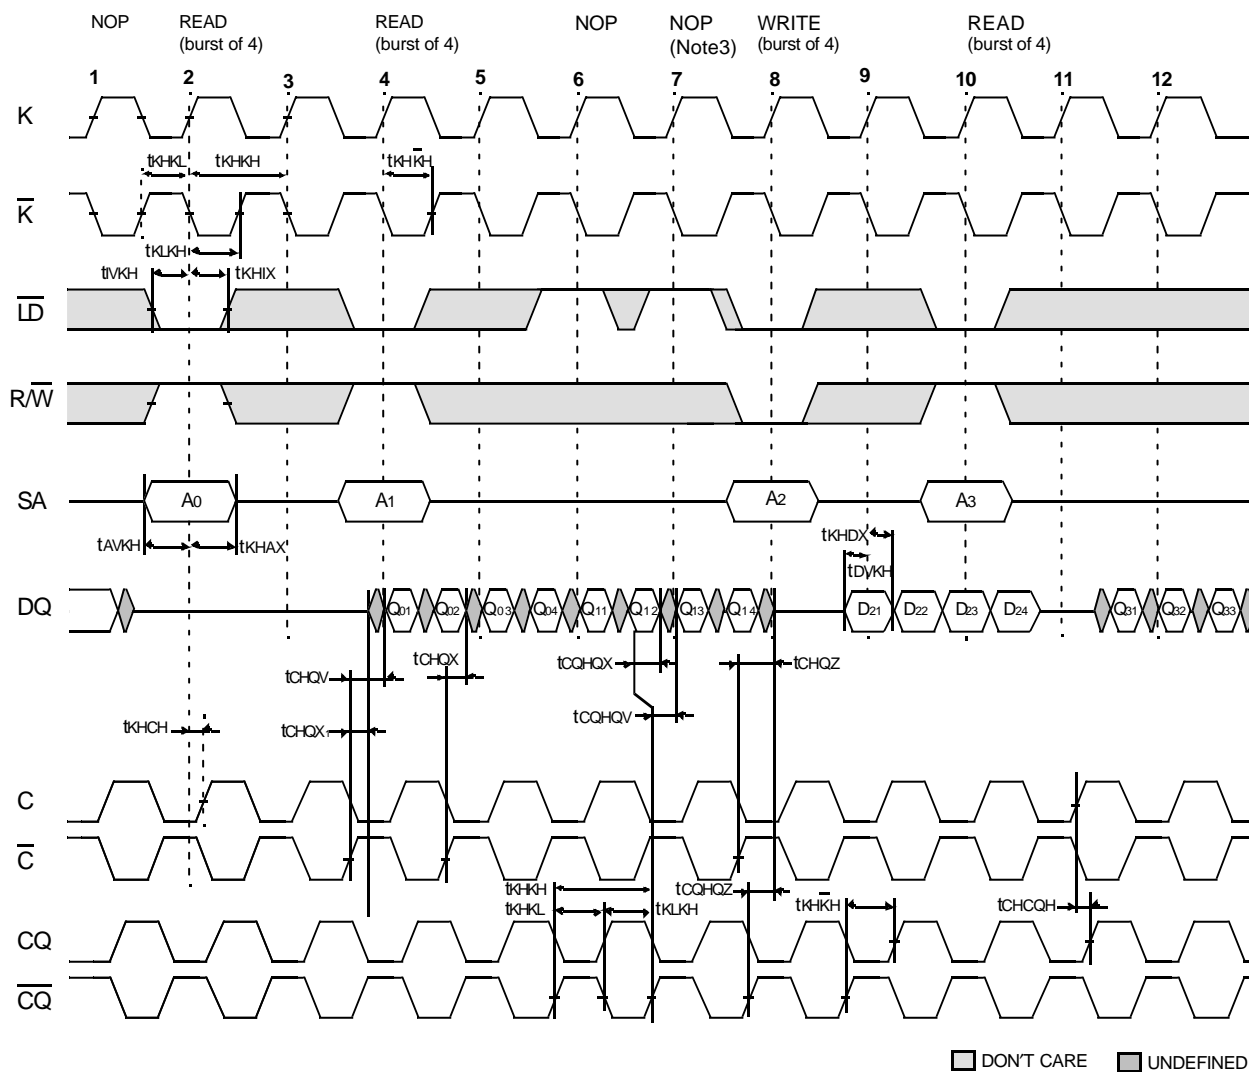 NOP READ READ NOP NOP WRITE READ
(burst of 4) (burst of 4) (Note3) (burst of 4) (burst of 4)
1 2 3 4 5 6 7 8 9 10 11 12
K
tKHKL tKHKH tKHK̅H
K̅
tKLKH
tIVKH tKHIX
L̅D̅
R/W̅
SA A0 A1 A2 A3
tAVKH tKHAX tKHDX
tDVKH
DQ Q01 Q02 Q03 Q04 Q11 Q12 Q13 Q14 D21 D22 D23 D24 Q31 Q32 Q33
tCHQV tCHQX tCQHQX tCHQZ
tKHCH tCHQX1 tCQHQV
C
C̅
tKHKH tCQHQZ
tKHKL tKLKH tKHK̅H tCHCQH
CQ
C̅Q̅
DON'T CARE UNDEFINED